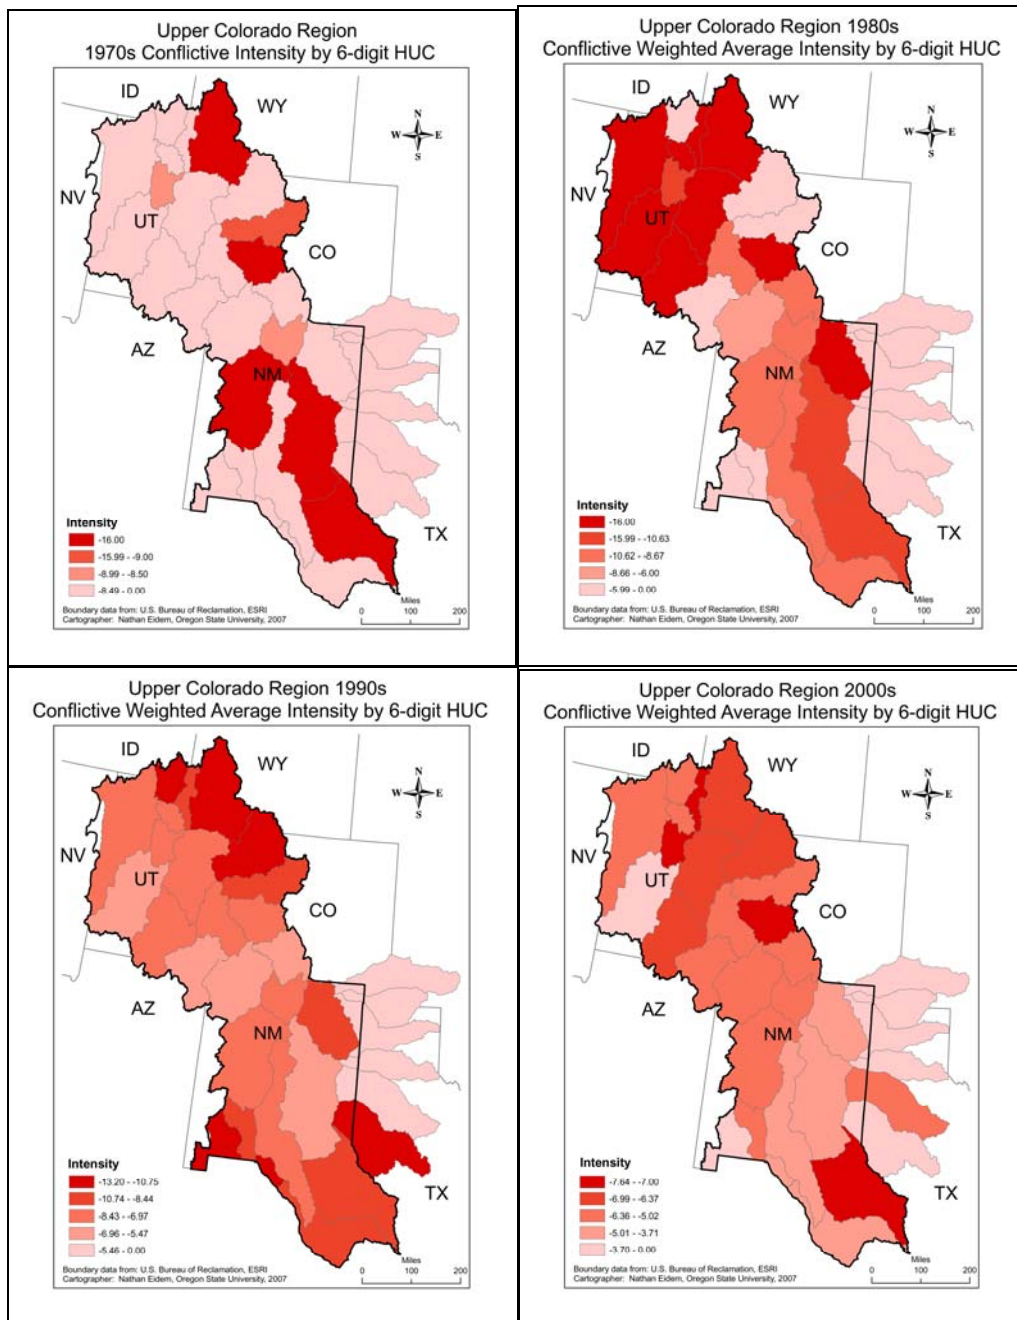 Upper Colorado Region
1970s Conflictive Intensity by 6-digit HUC
ID
WY
N
W E
S
NV
UT
CO
AZ
NM
TX
Intensity
-16.00
-15.99 - -9.00
-8.99 - -8.50
-8.49 - 0.00
Miles
Boundary data from: U.S. Bureau of Reclamation, ESRI
Cartographer: Nathan Eidem, Oregon State University, 2007
0 100 200
Upper Colorado Region 1980s
Conflictive Weighted Average Intensity by 6-digit HUC
ID
WY
N
W E
S
NV
UT
CO
AZ
NM
TX
Intensity
-16.00
-15.99 - -10.63
-10.62 - -8.67
-8.66 - -6.00
-5.99 - 0.00
Miles
Boundary data from: U.S. Bureau of Reclamation, ESRI
Cartographer: Nathan Eidem, Oregon State University, 2007
0 100 200
Upper Colorado Region 1990s
Conflictive Weighted Average Intensity by 6-digit HUC
ID
WY
N
W E
S
NV
UT
CO
AZ
NM
TX
Intensity
-13.20 - -10.75
-10.74 - -8.44
-8.43 - -6.97
-6.96 - -5.47
-5.46 - 0.00
Miles
Boundary data from: U.S. Bureau of Reclamation, ESRI
Cartographer: Nathan Eidem, Oregon State University, 2007
0 100 200
Upper Colorado Region 2000s
Conflictive Weighted Average Intensity by 6-digit HUC
ID
WY
N
W E
S
NV
UT
CO
AZ
NM
TX
Intensity
-7.64 - -7.00
-6.99 - -6.37
-6.36 - -5.02
-5.01 - -3.71
-3.70 - 0.00
Miles
Boundary data from: U.S. Bureau of Reclamation, ESRI
Cartographer: Nathan Eidem, Oregon State University, 2007
0 100 200